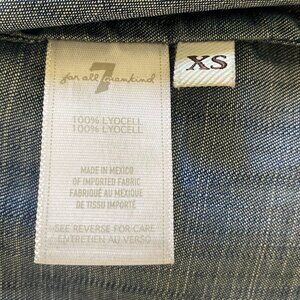 7
for all mankind
XS
100% LYOCELL
100% LYOCELL
MADE IN MEXICO
OF IMPORTED FABRIC
FABRIQUÉ AU MEXIQUE
DE TISSU IMPORTÉ
SEE REVERSE FOR CARE
ENTRETIEN AU VERSO